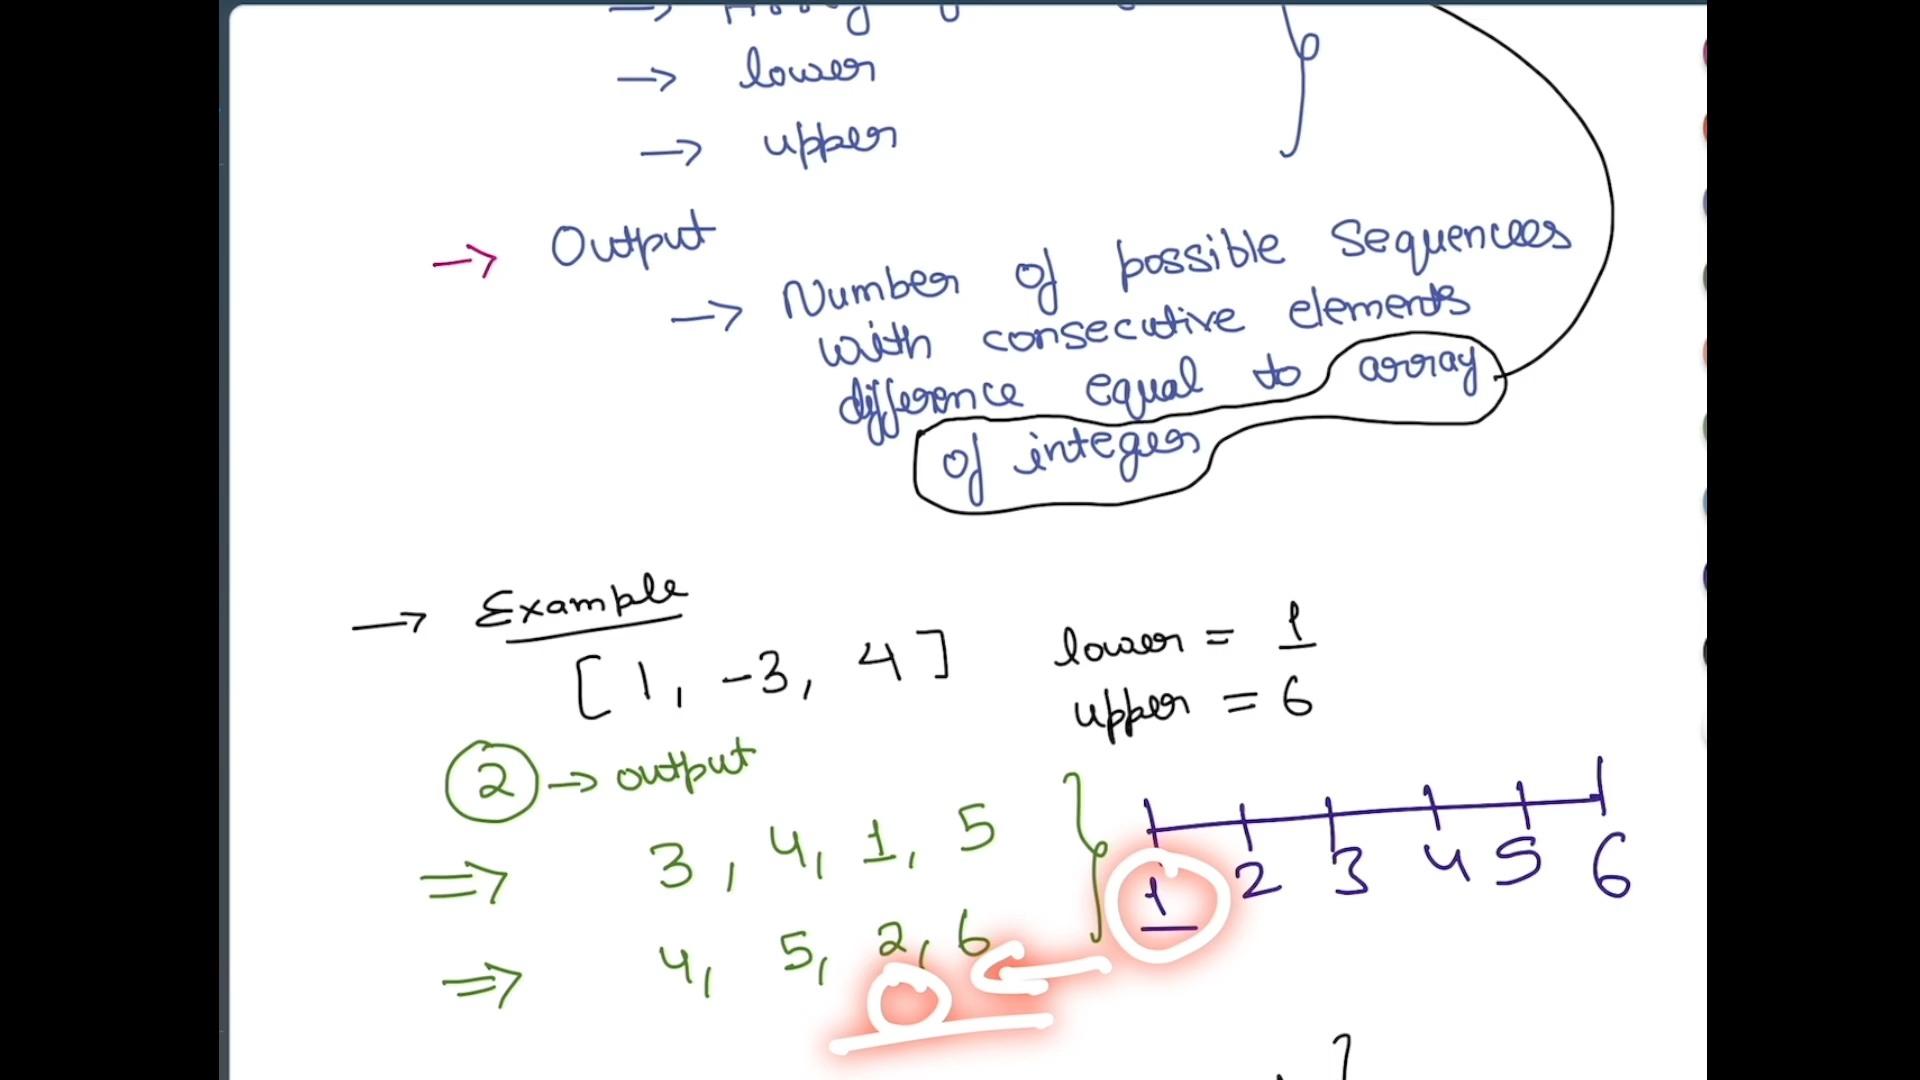 → lower
→ upper
→ Output
→ Number of possible sequences
with consecutive elements
difference equal to array
of integers
→ Example
[1, -3, 4] lower = 1
upper = 6
2 → output
⇒ 3, 4, 1, 5
1 2 3 4 5 6
⇒ 4, 5, 2, 6